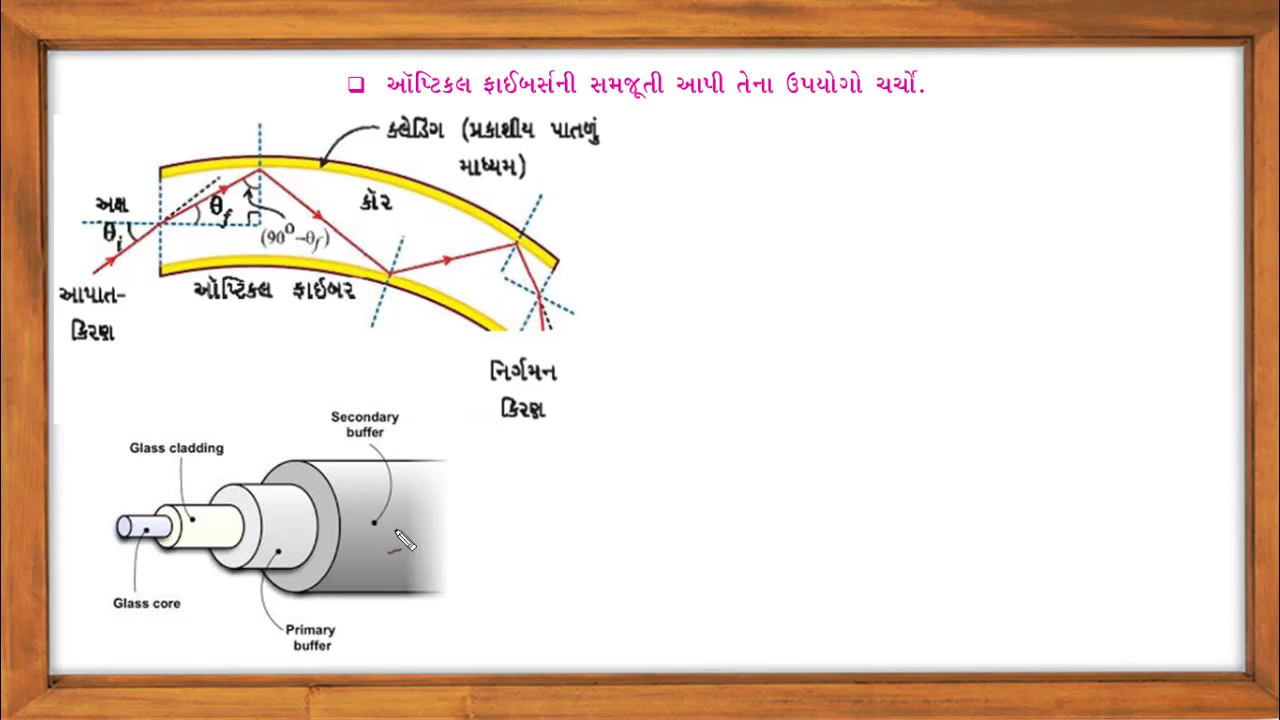 ❑ ઑપ્ટિકલ ફાઈબર્સની સમજૂતી આપી તેના ઉપયોગો ચર્ચો.
ક્લેડિંગ (પ્રકાશીય પાતળું
માધ્યમ)
અક્ષ
θi
θf
કૉર
(90°–θf)
આપાત-
કિરણ
ઑપ્ટિકલ ફાઈબર
નિર્ગમન
કિરણ
Secondary
buffer
Glass cladding
Glass core
Primary
buffer